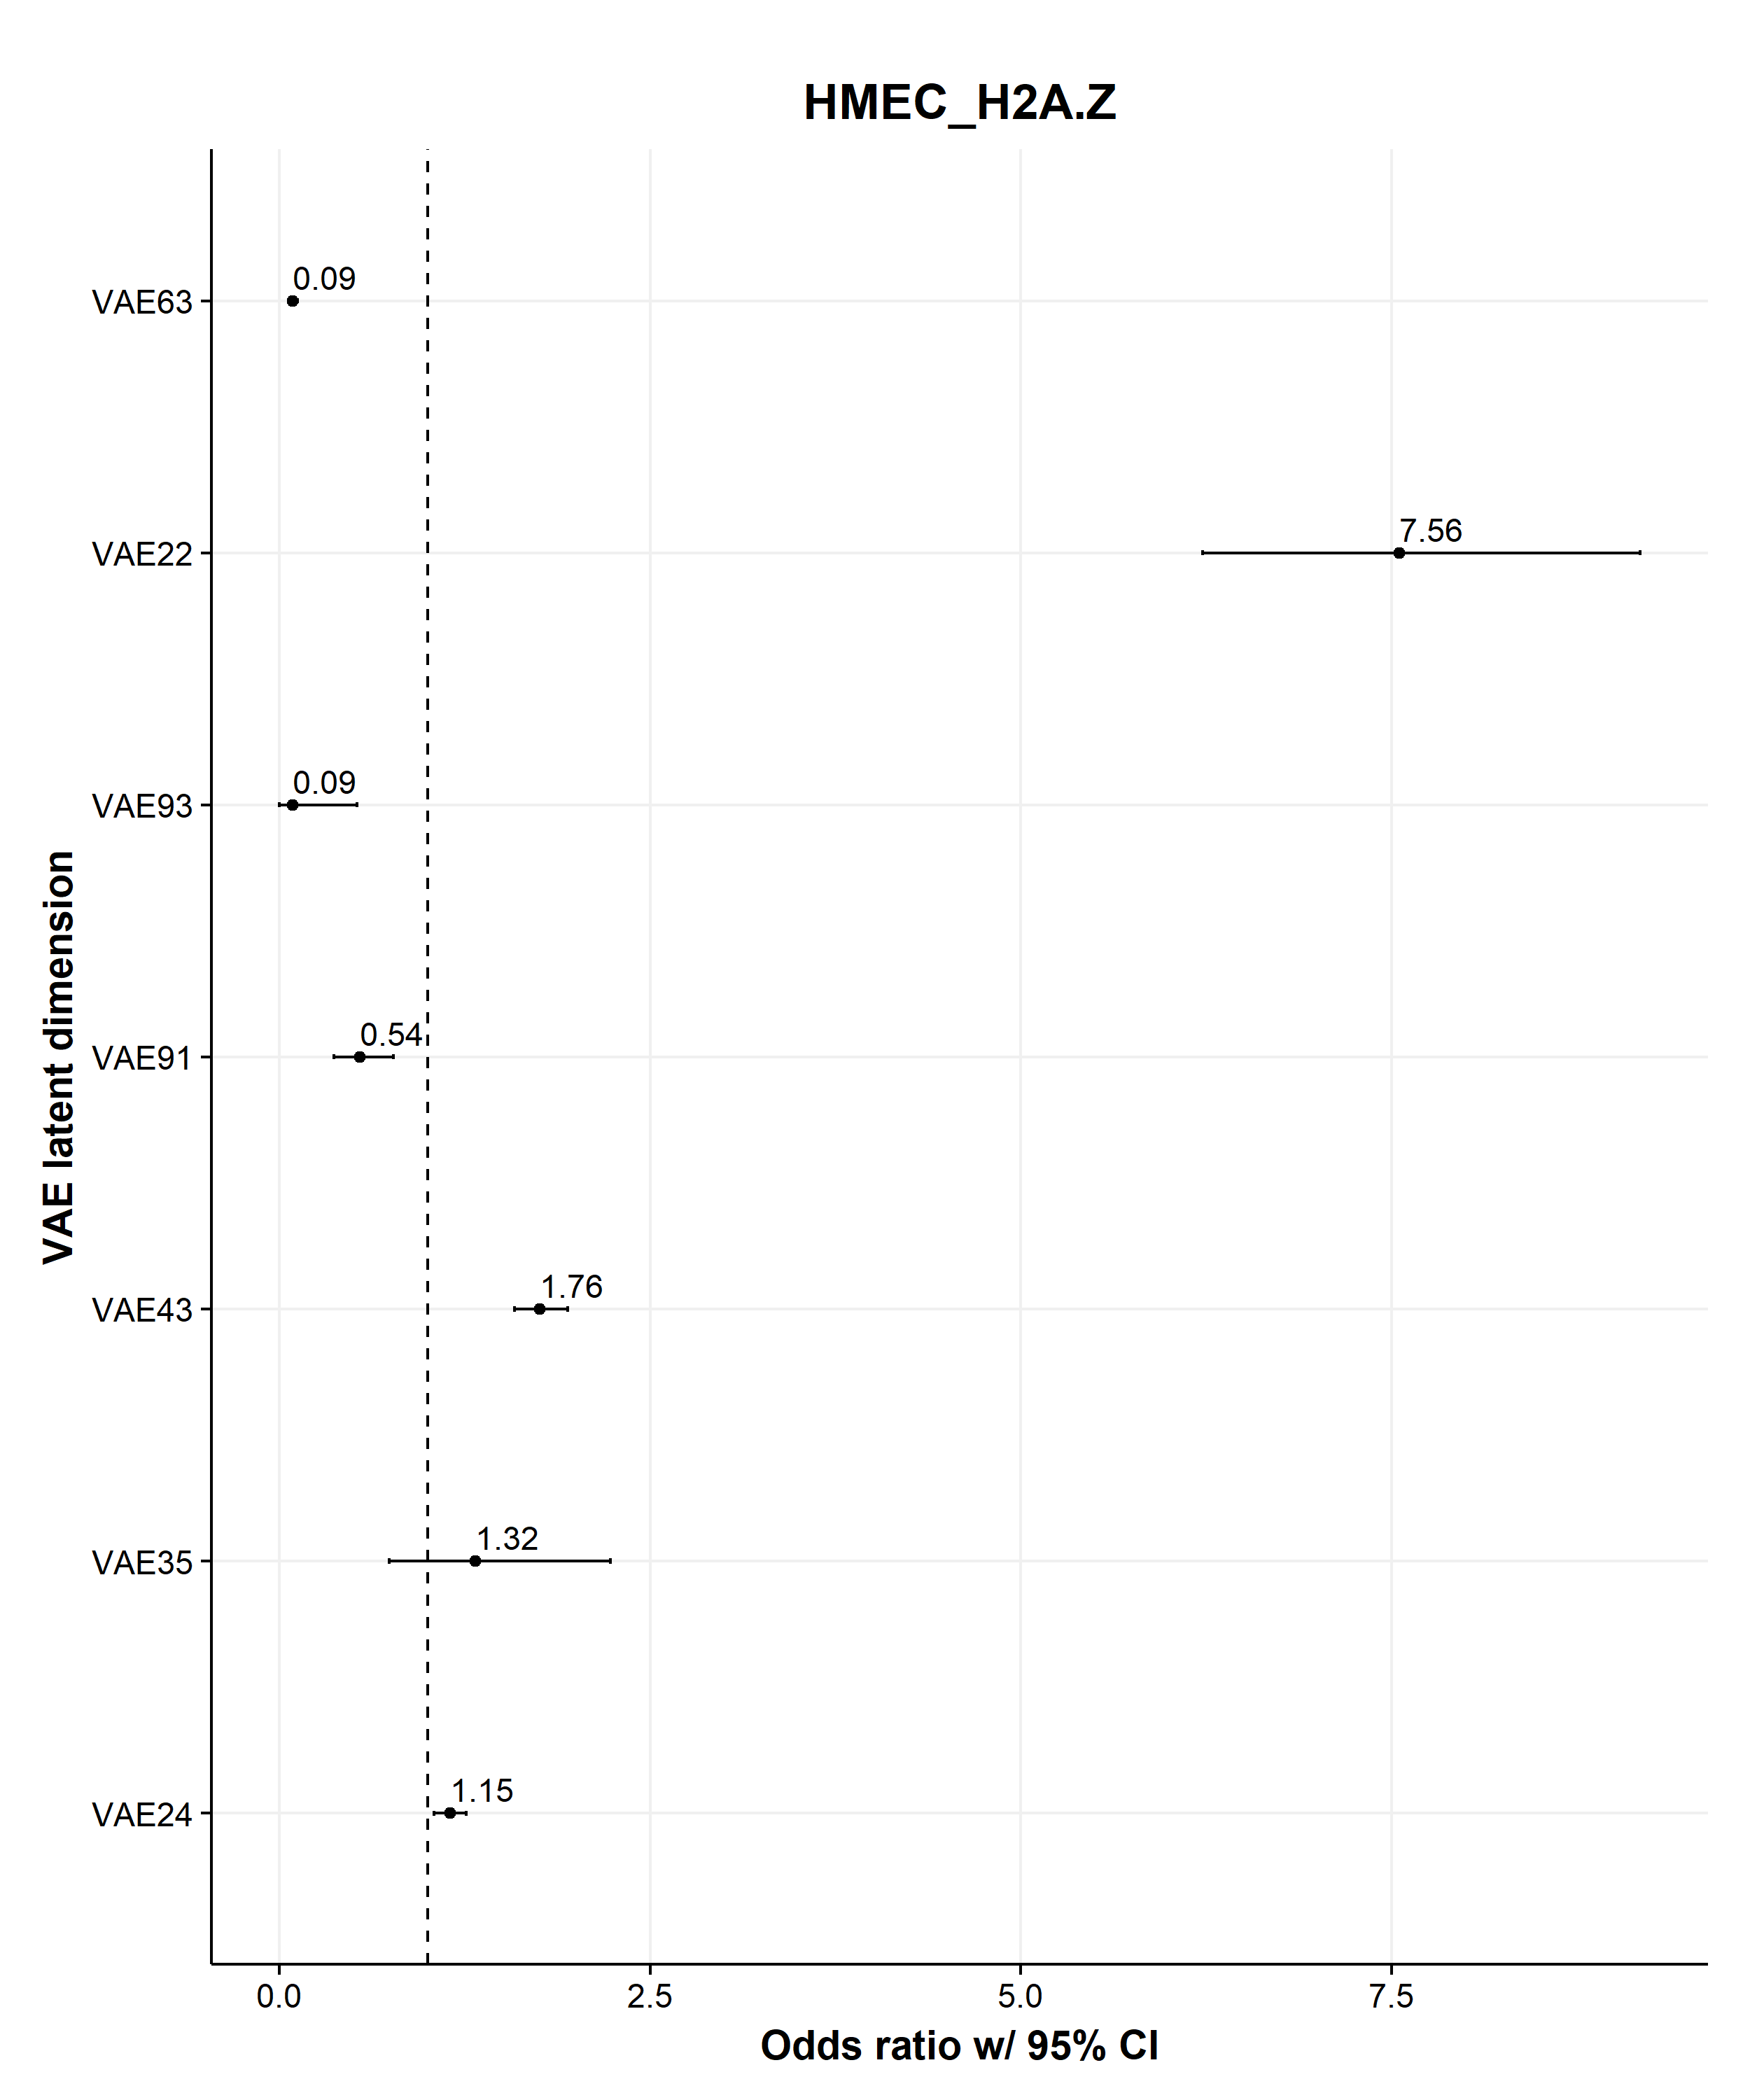 HMEC_H2A.Z
VAE latent dimension
VAE63
0.09
VAE22
7.56
VAE93
0.09
VAE91
0.54
VAE43
1.76
VAE35
1.32
VAE24
1.15
0.0
2.5
5.0
7.5
Odds ratio w/ 95% CI